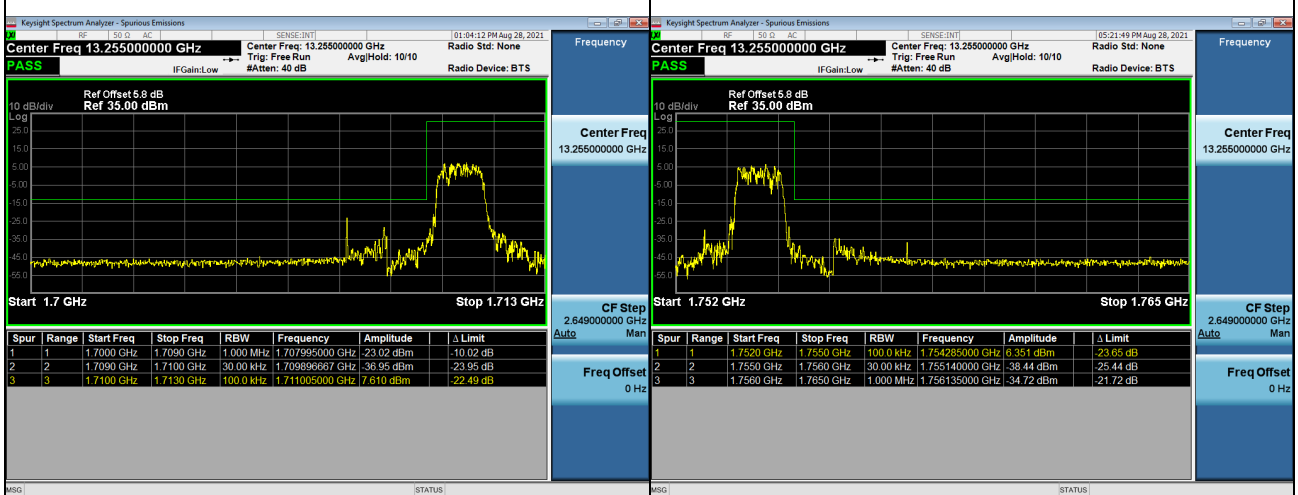 Keysight Spectrum Analyzer - Spurious Emissions
RF 50 Ω AC SENSE:INT 01:04:12 PM Aug 28, 2021
Center Freq 13.255000000 GHz
Center Freq: 13.255000000 GHz
Radio Std: None
Trig: Free Run Avg|Hold: 10/10
PASS
IFGain:Low
#Atten: 40 dB
Radio Device: BTS
Ref Offset 5.8 dB
10 dB/div Ref 35.00 dBm
Log
25.0
15.0
5.00
-5.00
-15.0
-25.0
-35.0
-45.0
-55.0
Start 1.7 GHz Stop 1.713 GHz
Spur Range Start Freq Stop Freq RBW Frequency Amplitude Δ Limit
1 1 1.7000 GHz 1.7090 GHz 1.000 MHz 1.707995000 GHz -23.02 dBm -10.02 dB
2 2 1.7090 GHz 1.7100 GHz 30.00 kHz 1.709896667 GHz -36.95 dBm -23.95 dB
3 3 1.7100 GHz 1.7130 GHz 100.0 kHz 1.711005000 GHz 7.610 dBm -22.49 dB
MSG STATUS
Frequency
Center Freq
13.255000000 GHz
CF Step
2.649000000 GHz
Auto Man
Freq Offset
0 Hz
Keysight Spectrum Analyzer - Spurious Emissions
RF 50 Ω AC SENSE:INT 05:21:49 PM Aug 28, 2021
Center Freq 13.255000000 GHz
Center Freq: 13.255000000 GHz
Radio Std: None
Trig: Free Run Avg|Hold: 10/10
PASS
IFGain:Low
#Atten: 40 dB
Radio Device: BTS
Ref Offset 5.8 dB
10 dB/div Ref 35.00 dBm
Log
25.0
15.0
5.00
-5.00
-15.0
-25.0
-35.0
-45.0
-55.0
Start 1.752 GHz Stop 1.765 GHz
Spur Range Start Freq Stop Freq RBW Frequency Amplitude Δ Limit
1 1 1.7520 GHz 1.7550 GHz 100.0 kHz 1.754285000 GHz 6.351 dBm -23.65 dB
2 2 1.7550 GHz 1.7560 GHz 30.00 kHz 1.755140000 GHz -38.44 dBm -25.44 dB
3 3 1.7560 GHz 1.7650 GHz 1.000 MHz 1.756135000 GHz -34.72 dBm -21.72 dB
MSG STATUS
Frequency
Center Freq
13.255000000 GHz
CF Step
2.649000000 GHz
Auto Man
Freq Offset
0 Hz